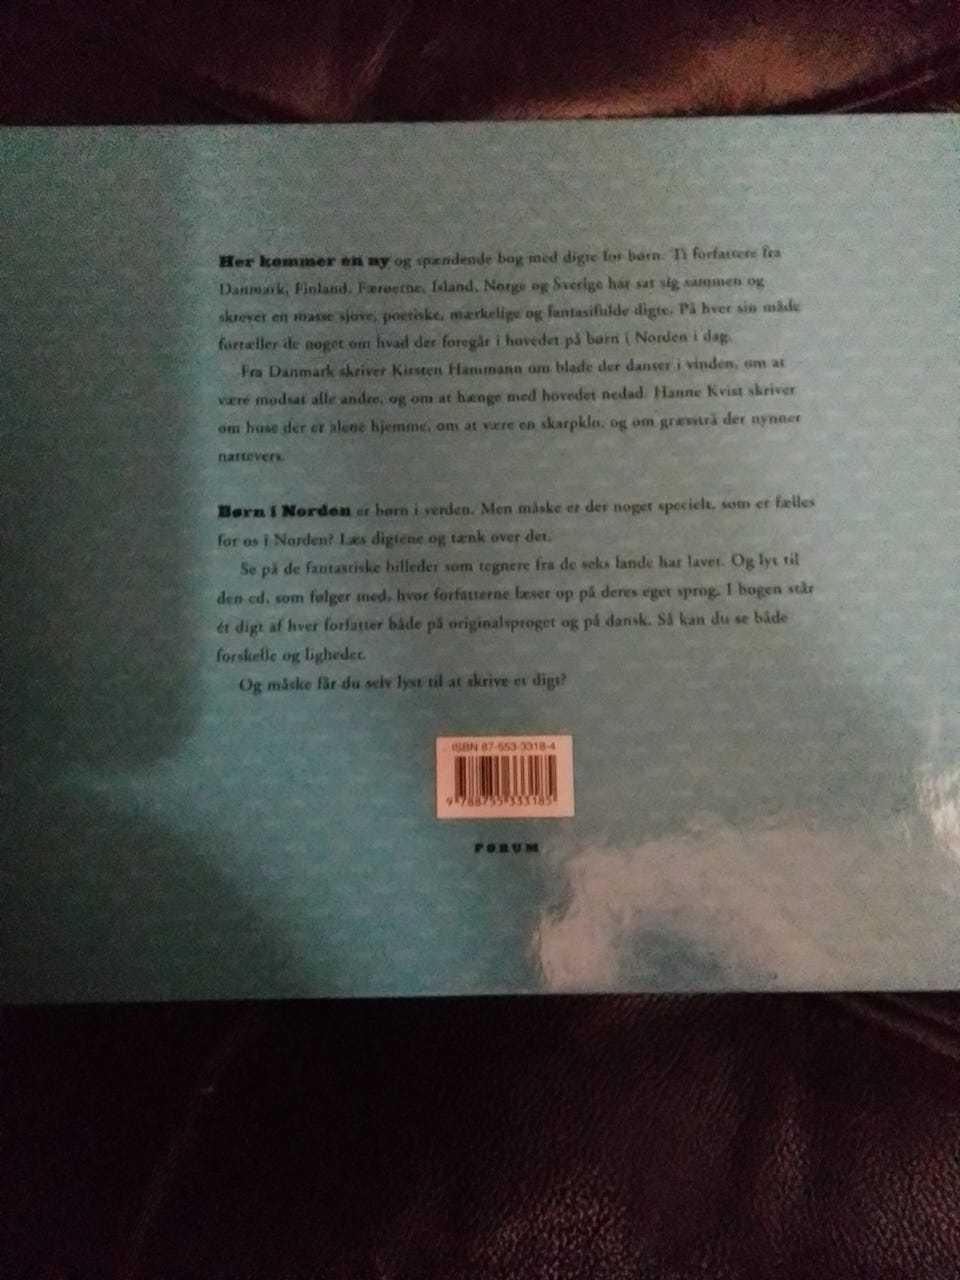 Her kommer en ny og spændende bog med digte for børn. Ti forfattere fra
Danmark, Finland, Færøerne, Island, Norge og Sverige har sat sig sammen og
skrevet en masse sjove, poetiske, mærkelige og fantasifulde digte. På hver sin måde
fortæller de noget om hvad der foregår i hovedet på børn i Norden i dag.
Fra Danmark skriver Kirsten Hammann om blade der danser i vinden, om at
være modsat alle andre, og om at hænge med hovedet nedad. Hanne Kvist skriver
om huse der er alene hjemme, om at være en skarpklo, og om græsstrå der nynner
nattevers.
Børn i Norden er børn i verden. Men måske er der noget specielt, som er fælles
for os i Norden? Læs digtene og tænk over det.
Se på de fantastiske billeder som tegnere fra de seks lande har lavet. Og lyt til
den cd, som følger med, hvor forfatterne læser op på deres eget sprog. I bogen står
ét digt af hver forfatter både på originalsproget og på dansk. Så kan du se både
forskelle og ligheder.
Og måske får du selv lyst til at skrive et digt?
ISBN 87-553-3318-4
9 788755 333185
FORUM